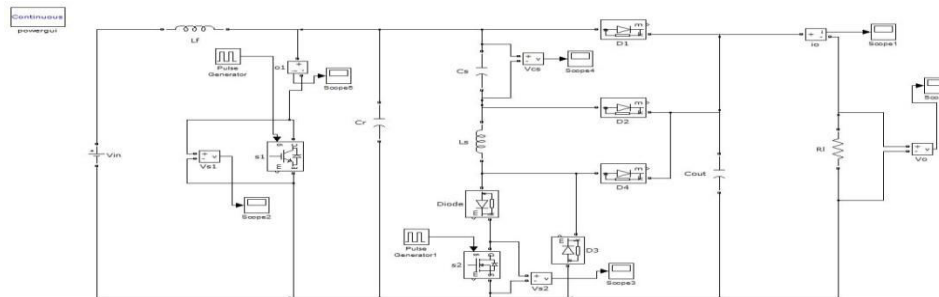 Continuous
powergui
Lf
Pulse
Generator
o1
Scope5
s1
Vs1
Scope2
Vin
Cr
Cs
Vcs
Scope4
Ls
Diode
Pulse
Generator1
s2
Vs2
Scope3
D1
D2
D4
D3
Cout
io
Scope1
Rl
Vo